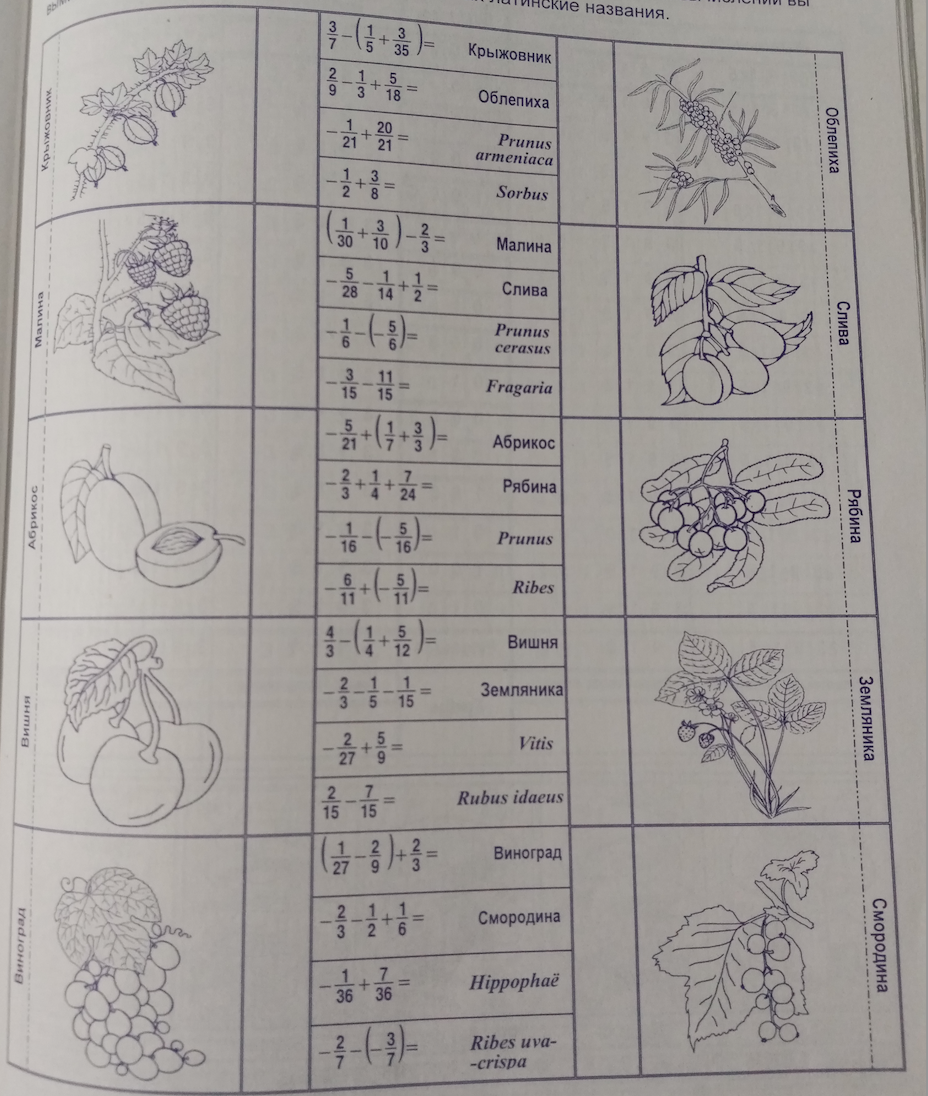 к латинские названия.
Крыжовник
3/7 − (1/5 + 3/35) = Крыжовник
2/9 − 1/3 + 5/18 = Облепиха
−1/21 + 20/21 = Prunus
armeniaca
−1/2 + 3/8 = Sorbus
Облепиха
Малина
(1/30 + 3/10) − 2/3 = Малина
−5/28 − 1/14 + 1/2 = Слива
−1/6 − (−5/6) = Prunus
cerasus
−3/15 − 11/15 = Fragaria
Слива
Абрикос
−5/21 + (1/7 + 3/3) = Абрикос
−2/3 + 1/4 + 7/24 = Рябина
−1/16 − (−5/16) = Prunus
−6/11 + (−5/11) = Ribes
Рябина
Вишня
4/3 − (1/4 + 5/12) = Вишня
−2/3 − 1/5 − 1/15 = Земляника
−2/27 + 5/9 = Vitis
2/15 − 7/15 = Rubus idaeus
Земляника
Виноград
(1/27 − 2/9) + 2/3 = Виноград
−2/3 − 1/2 + 1/6 = Смородина
−1/36 + 7/36 = Hippophaë
−2/7 − (−3/7) = Ribes uva-
-crispa
Смородина